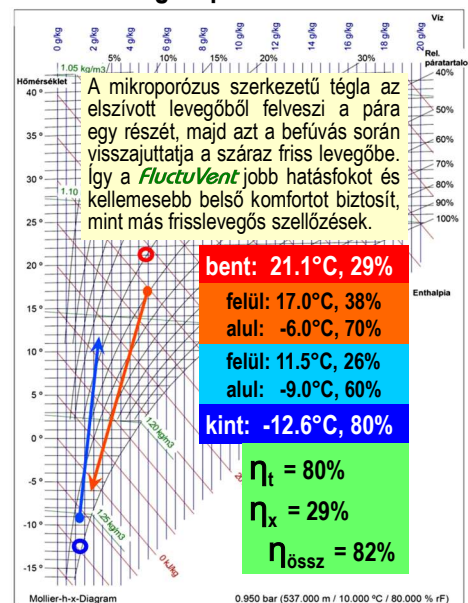 Víz
0 g/kg 2 g/kg 4 g/kg 6 g/kg 8 g/kg 10 g/kg 12 g/kg 14 g/kg 16 g/kg 18 g/kg 20 g/kg
5% 10% 15% 20% 30%
Rel.
páratartalo
1.05 kg/m3
40%
Hőmérséklet
40 °
A mikroporózus szerkezetű tégla az
elszívott levegőből felveszi a pára
egy részét, majd azt a befúvás során
visszajuttatja a száraz friss levegőbe.
Így a FluctuVent jobb hatásfokot és
kellemesebb belső komfortot biztosít,
mint más frisslevegős szellőzések.
35 °
30 °
25 °
20 °
15 °
10 °
5 °
0 °
-5 °
-10 °
-15 °
1.10
50%
60%
70%
80%
90%
100%
Enthalpia
bent: 21.1°C, 29%
felül: 17.0°C, 38%
alul: -6.0°C, 70%
felül: 11.5°C, 26%
alul: -9.0°C, 60%
kint: -12.6°C, 80%
1.20 kg/m3
1.25 kg/m3
0 kJ/kg
ηt = 80%
ηx = 29%
ηössz = 82%
Mollier-h-x-Diagram
0.950 bar (537.000 m / 10.000 °C / 80.000 % rF)